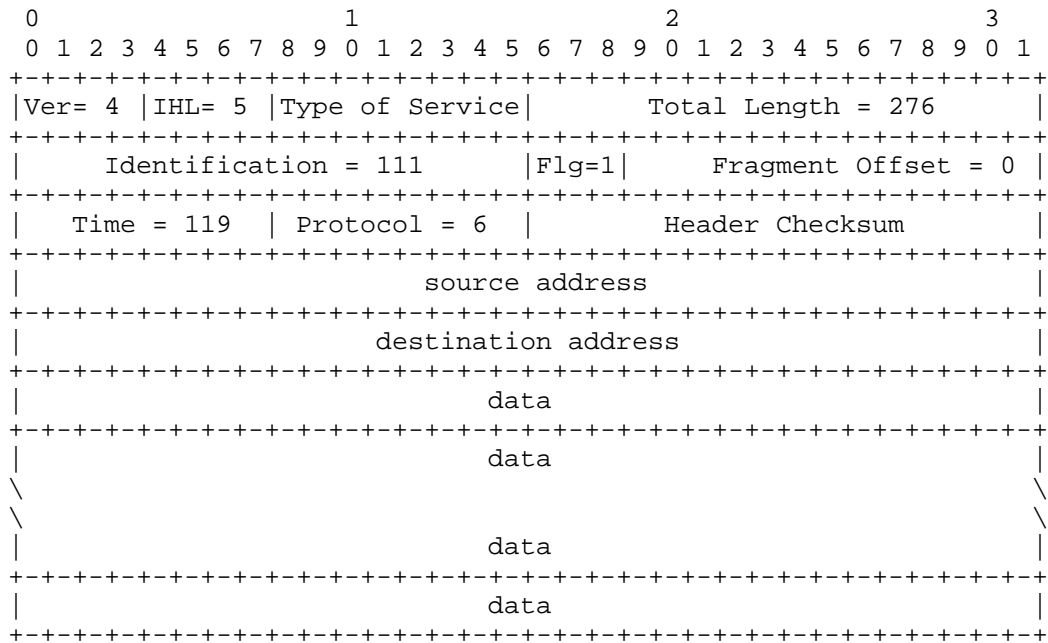 0                   1                   2                   3
 0 1 2 3 4 5 6 7 8 9 0 1 2 3 4 5 6 7 8 9 0 1 2 3 4 5 6 7 8 9 0 1
+-+-+-+-+-+-+-+-+-+-+-+-+-+-+-+-+-+-+-+-+-+-+-+-+-+-+-+-+-+-+-+-+
|Ver= 4 |IHL= 5 |Type of Service|       Total Length = 276      |
+-+-+-+-+-+-+-+-+-+-+-+-+-+-+-+-+-+-+-+-+-+-+-+-+-+-+-+-+-+-+-+-+
|     Identification = 111      |Flg=1|     Fragment Offset = 0 |
+-+-+-+-+-+-+-+-+-+-+-+-+-+-+-+-+-+-+-+-+-+-+-+-+-+-+-+-+-+-+-+-+
|   Time = 119  | Protocol = 6  |        Header Checksum        |
+-+-+-+-+-+-+-+-+-+-+-+-+-+-+-+-+-+-+-+-+-+-+-+-+-+-+-+-+-+-+-+-+
|                         source address                        |
+-+-+-+-+-+-+-+-+-+-+-+-+-+-+-+-+-+-+-+-+-+-+-+-+-+-+-+-+-+-+-+-+
|                      destination address                      |
+-+-+-+-+-+-+-+-+-+-+-+-+-+-+-+-+-+-+-+-+-+-+-+-+-+-+-+-+-+-+-+-+
|                             data                              |
+-+-+-+-+-+-+-+-+-+-+-+-+-+-+-+-+-+-+-+-+-+-+-+-+-+-+-+-+-+-+-+-+
|                             data                              |
\                                                               \
\                                                               \
|                             data                              |
+-+-+-+-+-+-+-+-+-+-+-+-+-+-+-+-+-+-+-+-+-+-+-+-+-+-+-+-+-+-+-+-+
|                             data                              |
+-+-+-+-+-+-+-+-+-+-+-+-+-+-+-+-+-+-+-+-+-+-+-+-+-+-+-+-+-+-+-+-+